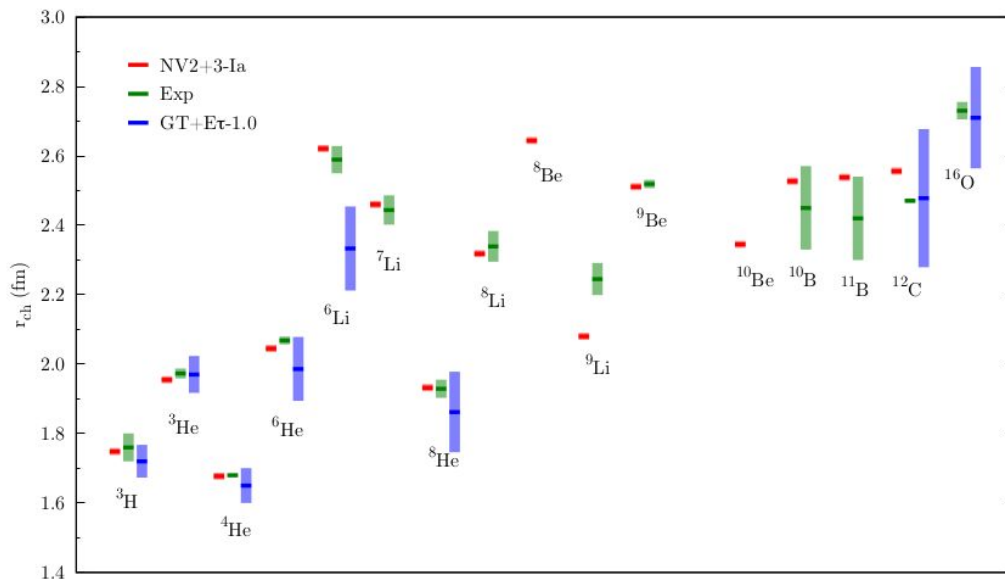 3.0
2.8
2.6
2.4
2.2
2.0
1.8
1.6
1.4
r_ch (fm)
NV2+3-Ia
Exp
GT+Eτ-1.0
³H
³He
⁴He
⁶He
⁶Li
⁷Li
⁸He
⁸Li
⁸Be
⁹Li
⁹Be
¹⁰Be
¹⁰B
¹¹B
¹²C
¹⁶O